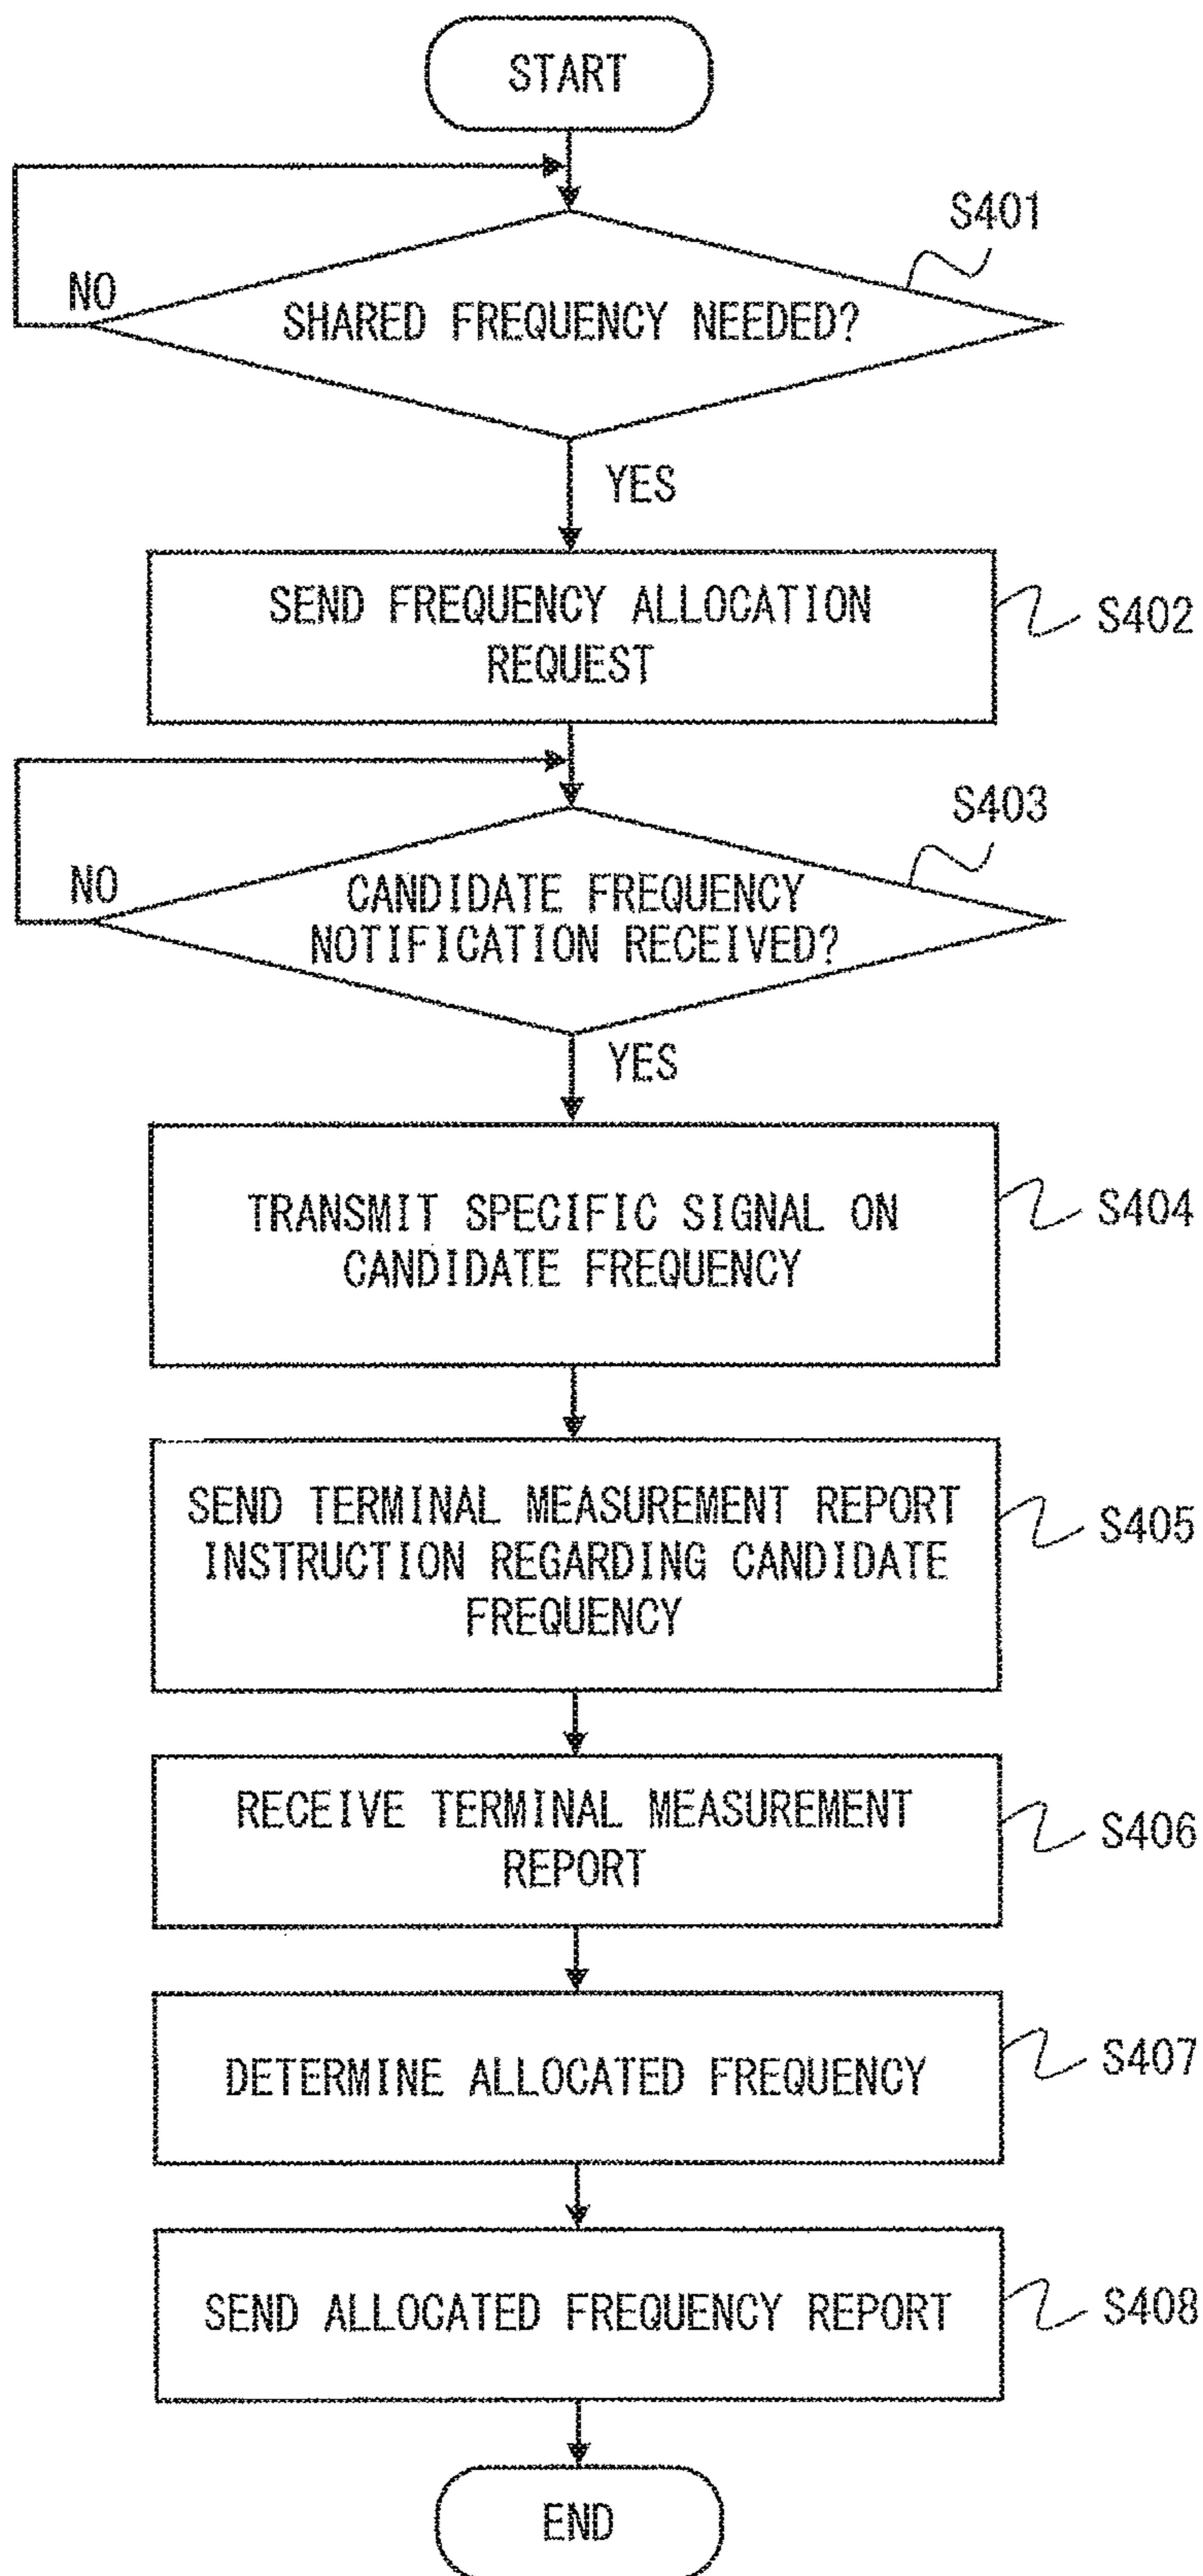 START
S401
NO
SHARED FREQUENCY NEEDED?
YES
SEND FREQUENCY ALLOCATION
REQUEST
S402
S403
NO
CANDIDATE FREQUENCY
NOTIFICATION RECEIVED?
YES
TRANSMIT SPECIFIC SIGNAL ON
CANDIDATE FREQUENCY
S404
SEND TERMINAL MEASUREMENT REPORT
INSTRUCTION REGARDING CANDIDATE
FREQUENCY
S405
RECEIVE TERMINAL MEASUREMENT
REPORT
S406
DETERMINE ALLOCATED FREQUENCY
S407
SEND ALLOCATED FREQUENCY REPORT
S408
END